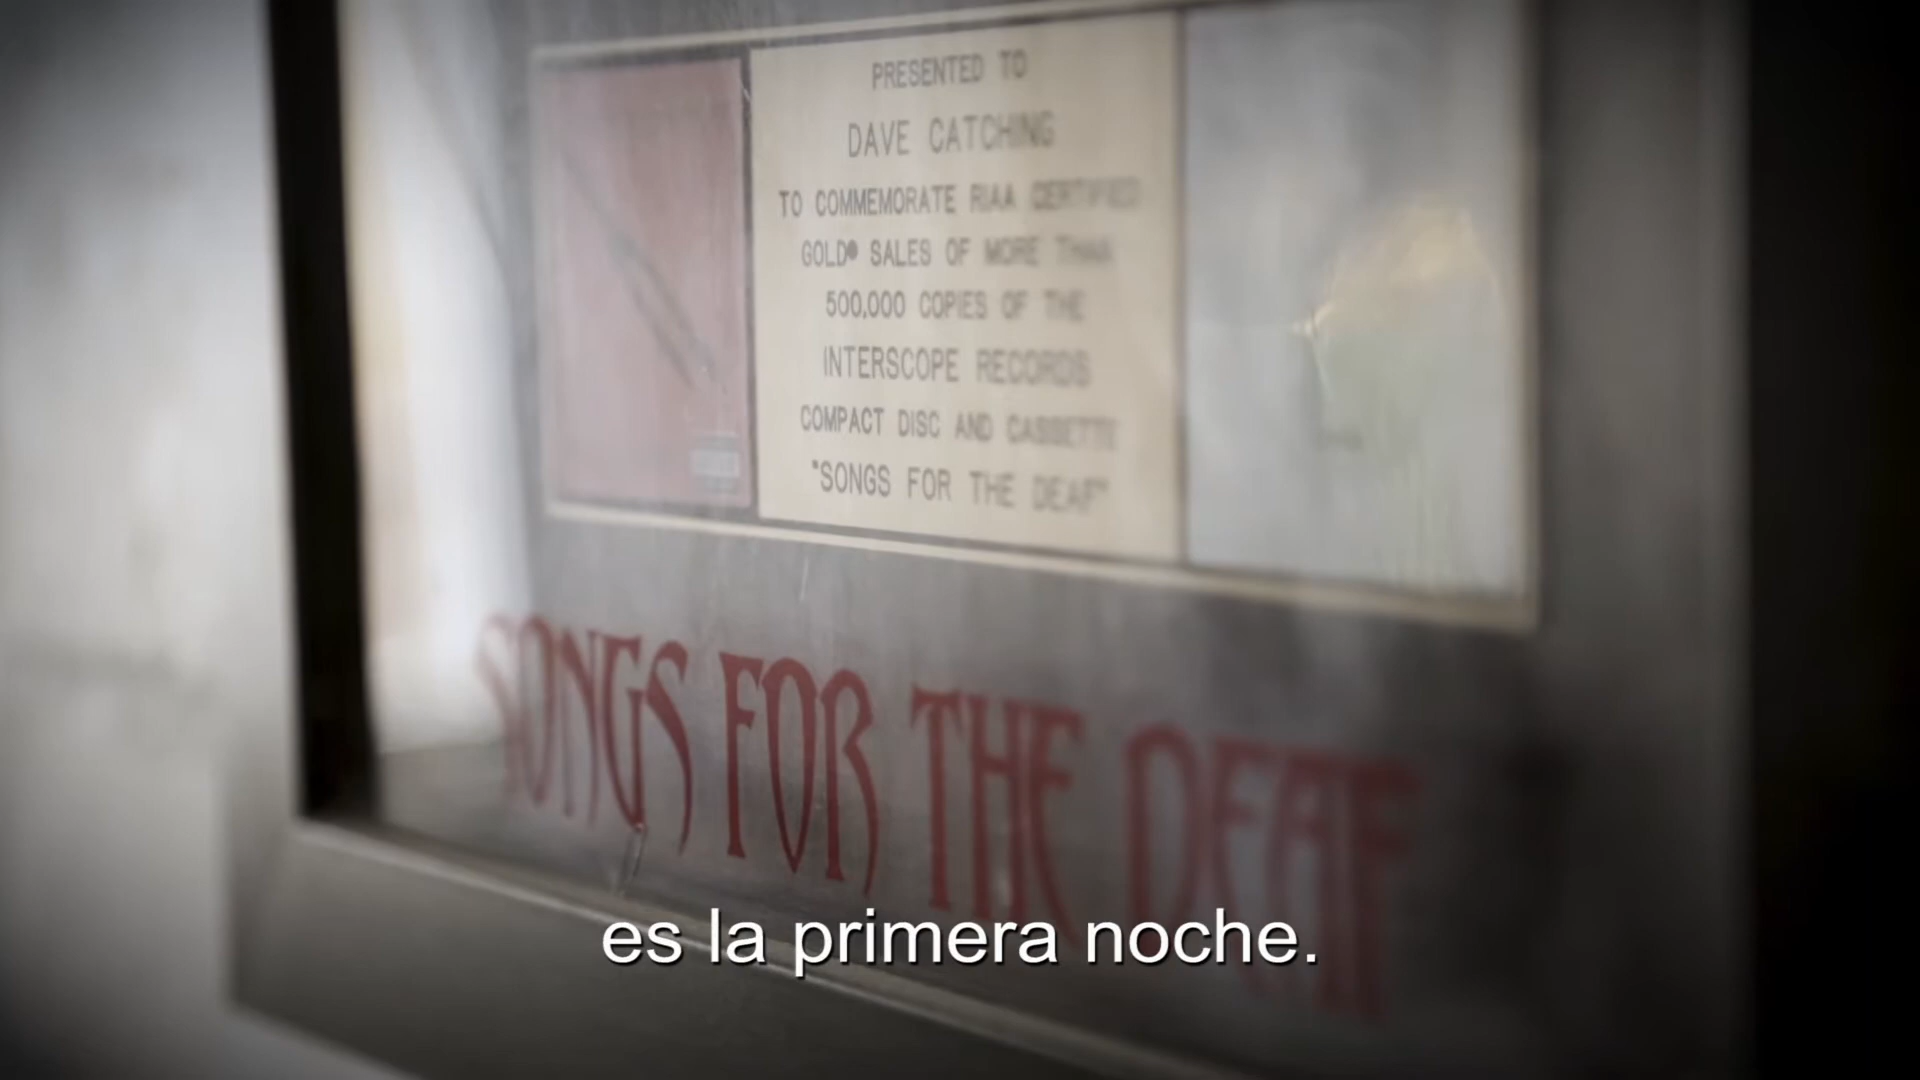 PRESENTED TO
DAVE CATCHING
TO COMMEMORATE RIAA CERTIFIED
GOLD® SALES OF MORE THAN
500,000 COPIES OF THE
INTERSCOPE RECORDS
COMPACT DISC AND CASSETTE
"SONGS FOR THE DEAF"
SONGS FOR THE DEAF
es la primera noche.